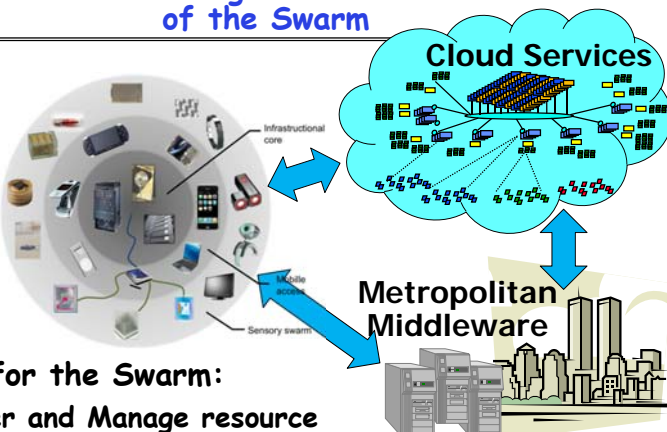 of the Swarm
Cloud Services
Infrastructional
core
Mobile
access
Sensory swarm
Metropolitan
Middleware
for the Swarm:
er and Manage resource